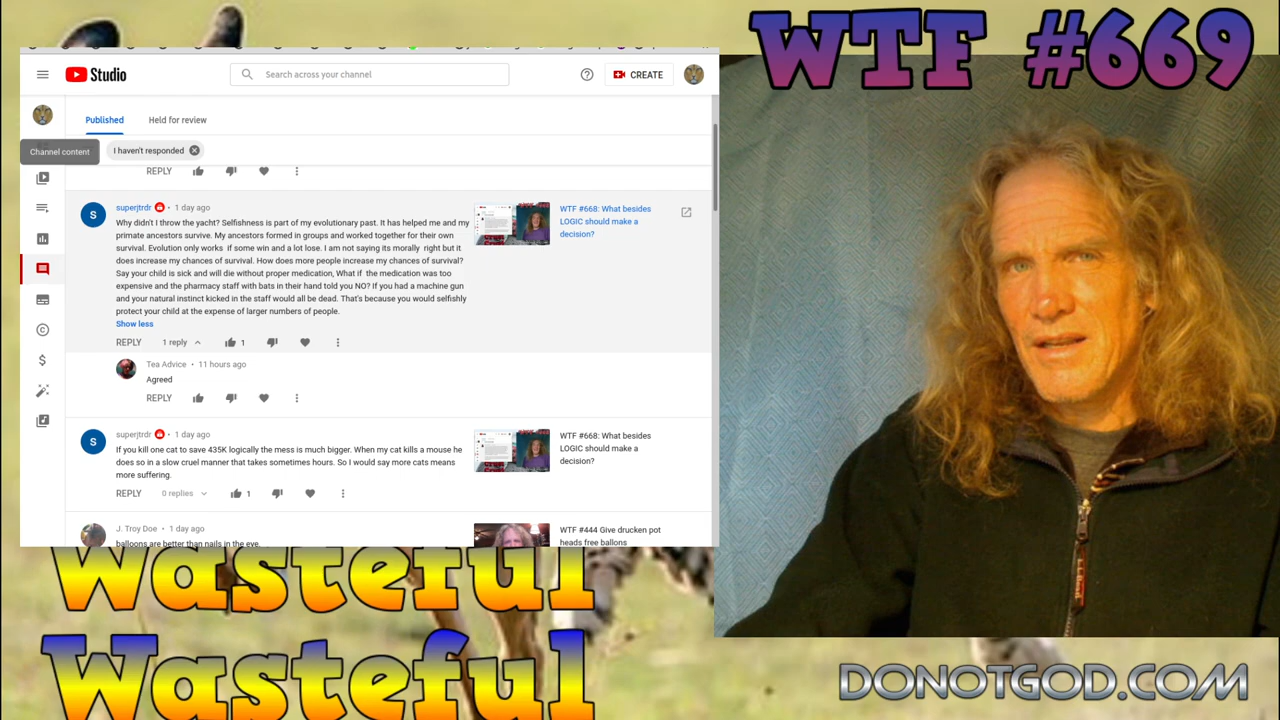 WTF #669
Studio
Search across your channel
CREATE
Published
Held for review
Channel content
I haven't responded
REPLY
superjtrdr • 1 day ago
Why didn't I throw the yacht? Selfishness is part of my evolutionary past. It has helped me and my
primate ancestors survive. My ancestors formed in groups and worked together for their own
survival. Evolution only works if some win and a lot lose. I am not saying its morally right but it
does increase my chances of survival. How does more people increase my chances of survival?
Say your child is sick and will die without proper medication, What if the medication was too
expensive and the pharmacy staff with bats in their hand told you NO? If you had a machine gun
and your natural instinct kicked in the staff would all be dead. That's because you would selfishly
protect your child at the expense of larger numbers of people.
Show less
REPLY 1 reply 1
WTF #668: What besides
LOGIC should make a
decision?
Tea Advice • 11 hours ago
Agreed
REPLY
superjtrdr • 1 day ago
If you kill one cat to save 435K logically the mess is much bigger. When my cat kills a mouse he
does so in a slow cruel manner that takes sometimes hours. So I would say more cats means
more suffering.
REPLY 0 replies 1
WTF #668: What besides
LOGIC should make a
decision?
J. Troy Doe • 1 day ago
balloons are better than nails in the eye.
WTF #444 Give drucken pot
heads free ballons
Wasteful
Wasteful
DONOTGOD.COM